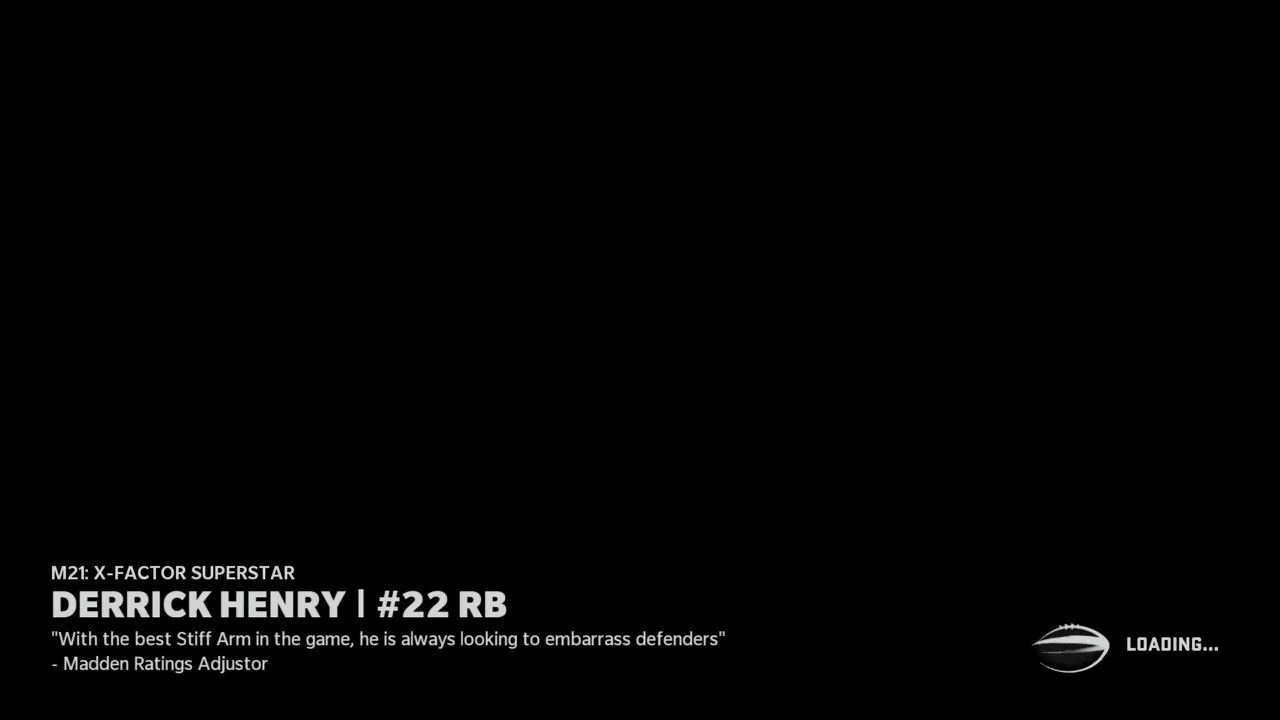 M21: X-FACTOR SUPERSTAR
DERRICK HENRY | #22 RB
"With the best Stiff Arm in the game, he is always looking to embarrass defenders"
- Madden Ratings Adjustor
LOADING...